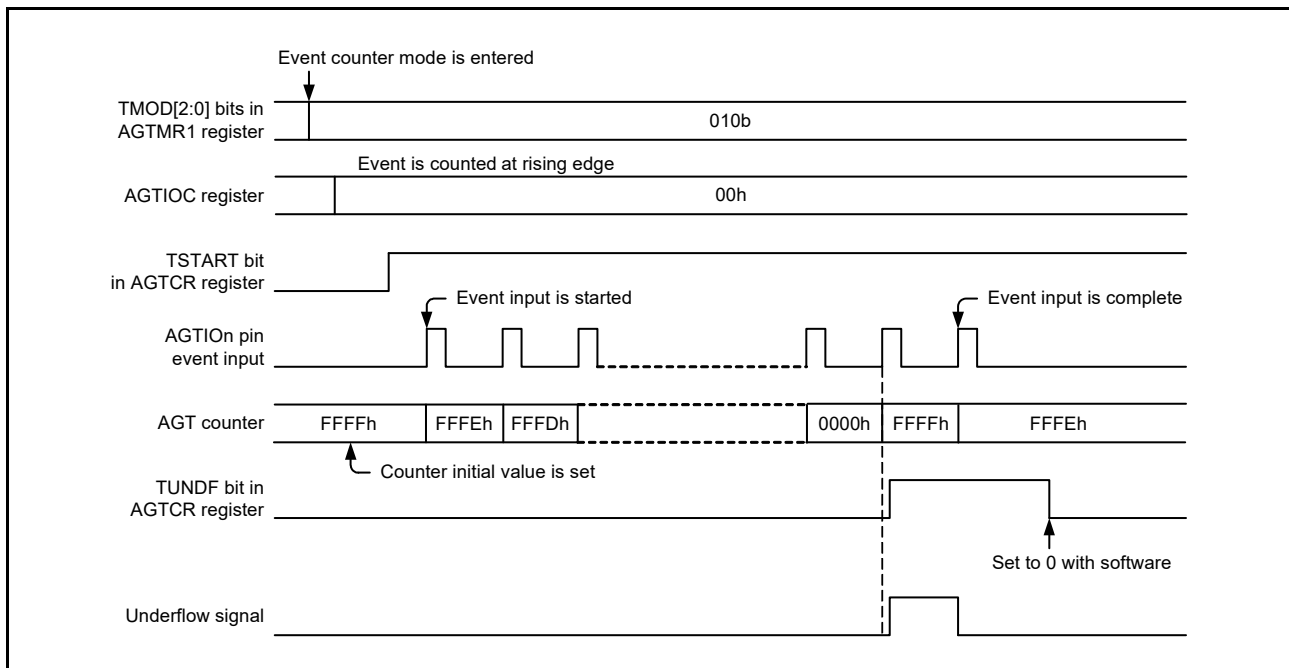 Event counter mode is entered
TMOD[2:0] bits in
AGTMR1 register
010b
Event is counted at rising edge
AGTIOC register
00h
TSTART bit
in AGTCR register
Event input is started
Event input is complete
AGTIOn pin
event input
AGT counter
FFFFh
FFFEh
FFFDh
0000h
FFFFh
FFFEh
Counter initial value is set
TUNDF bit in
AGTCR register
Set to 0 with software
Underflow signal